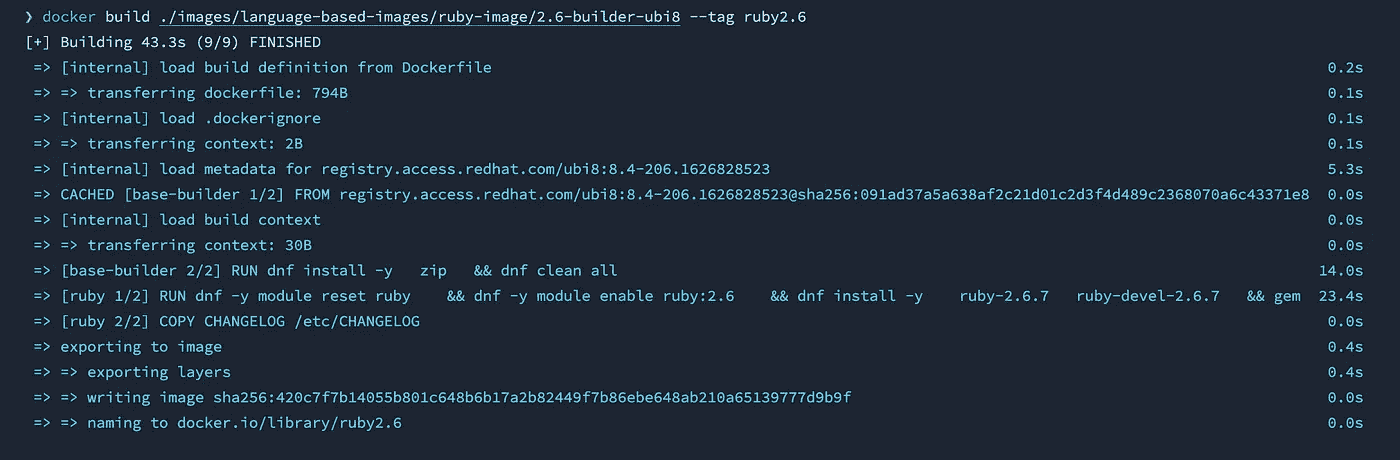 ❯ docker build ./images/language-based-images/ruby-image/2.6-builder-ubi8 --tag ruby2.6
[+] Building 43.3s (9/9) FINISHED
=> [internal] load build definition from Dockerfile 0.2s
=> => transferring dockerfile: 794B 0.1s
=> [internal] load .dockerignore 0.1s
=> => transferring context: 2B 0.1s
=> [internal] load metadata for registry.access.redhat.com/ubi8:8.4-206.1626828523 5.3s
=> CACHED [base-builder 1/2] FROM registry.access.redhat.com/ubi8:8.4-206.1626828523@sha256:091ad37a5a638af2c21d01c2d3f4d489c2368070a6c43371e8 0.0s
=> [internal] load build context 0.0s
=> => transferring context: 30B 0.0s
=> [base-builder 2/2] RUN dnf install -y   zip   && dnf clean all 14.0s
=> [ruby 1/2] RUN dnf -y module reset ruby    && dnf -y module enable ruby:2.6    && dnf install -y    ruby-2.6.7   ruby-devel-2.6.7   && gem 23.4s
=> [ruby 2/2] COPY CHANGELOG /etc/CHANGELOG 0.0s
=> exporting to image 0.4s
=> => exporting layers 0.4s
=> => writing image sha256:420c7f7b14055b801c648b6b17a2b82449f7b86ebe648ab210a65139777d9b9f 0.0s
=> => naming to docker.io/library/ruby2.6 0.0s